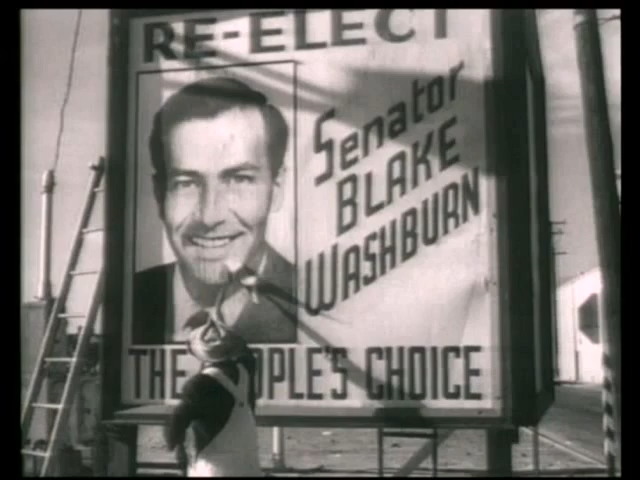 RE-ELECT
Senator
BLAKE
WASHBURN
THE PEOPLE'S CHOICE